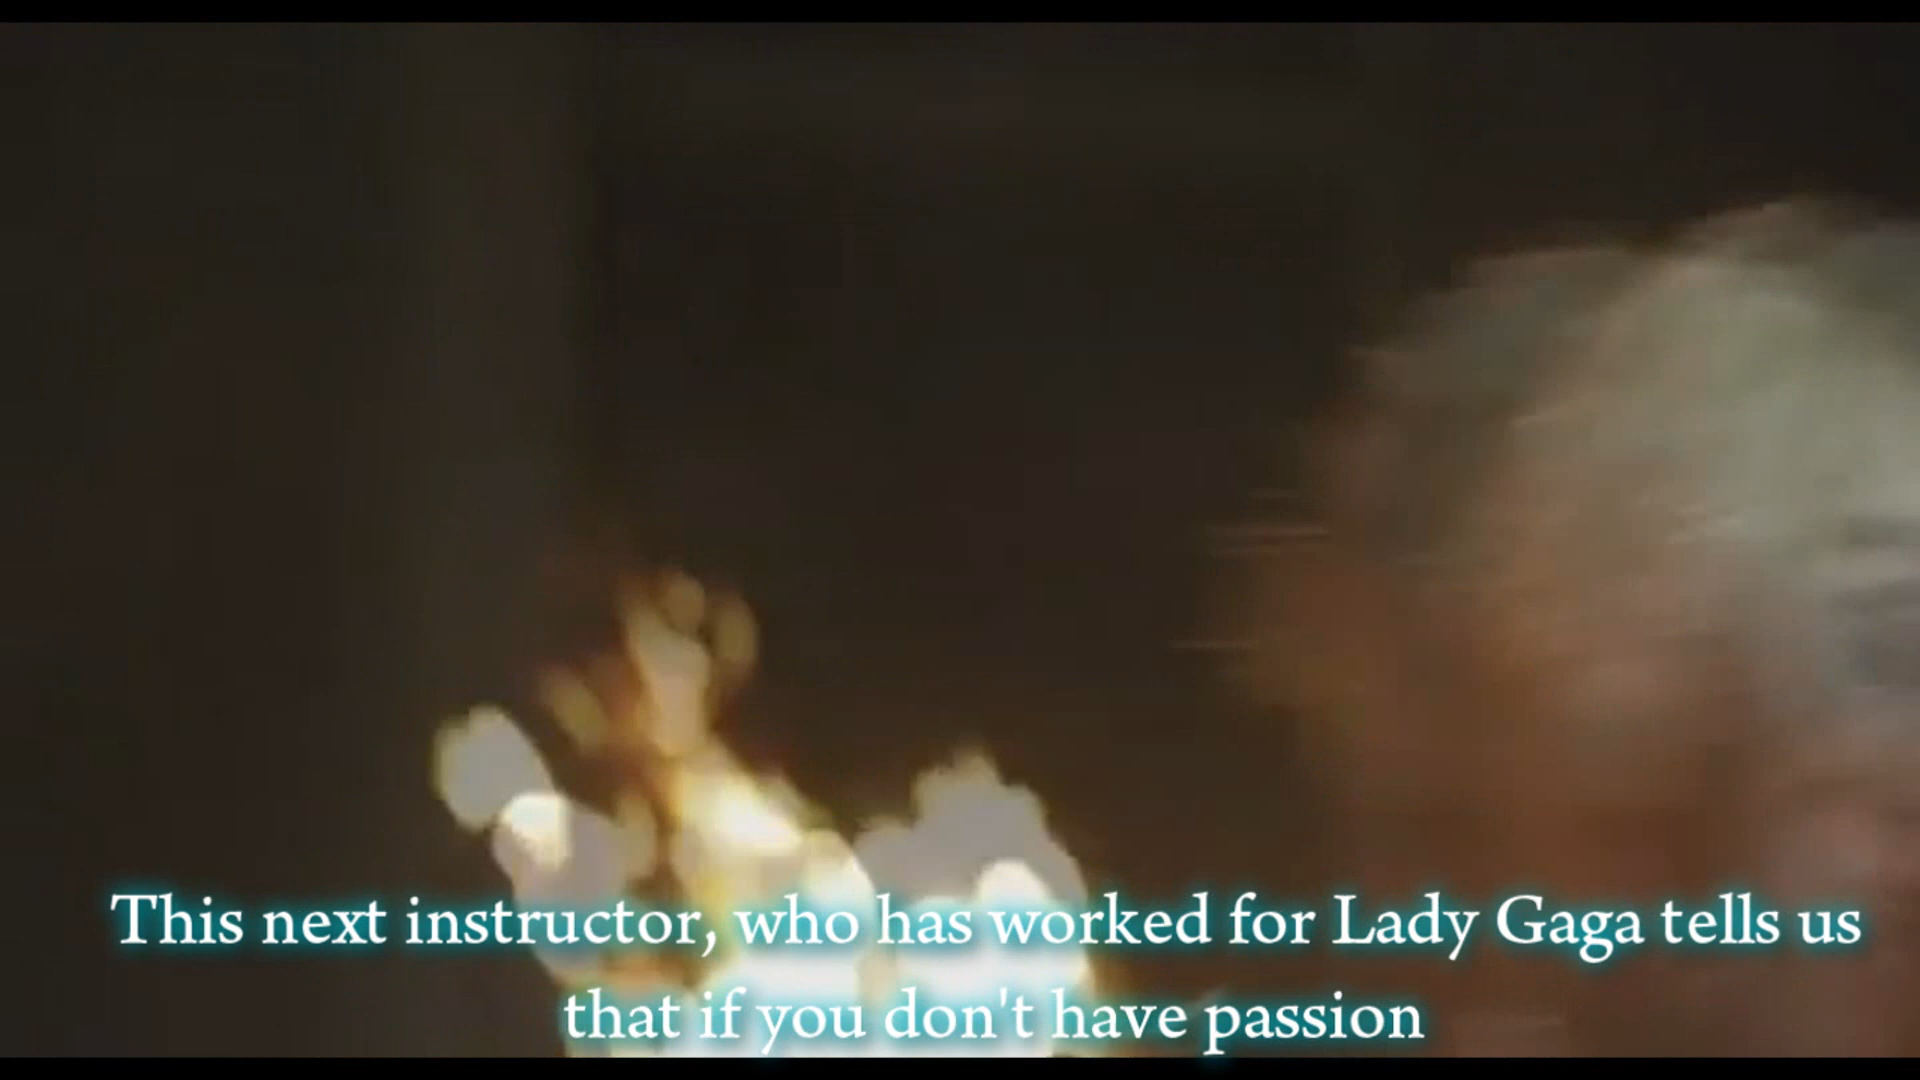 This next instructor, who has worked for Lady Gaga tells us
that if you don't have passion